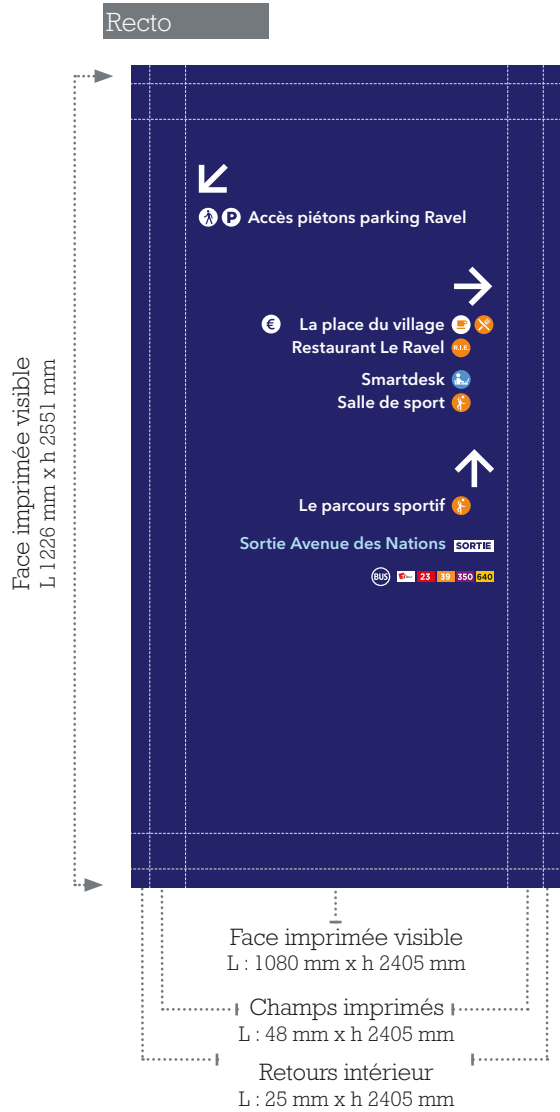 Recto
Face imprimée visible
L 1226 mm x h 2551 mm
P Accès piétons parking Ravel
€ La place du village
Restaurant Le Ravel R.I.E.
Smartdesk
Salle de sport
Le parcours sportif
Sortie Avenue des Nations SORTIE
BUS 23 39 350 640
Face imprimée visible
L : 1080 mm x h 2405 mm
Champs imprimés
L : 48 mm x h 2405 mm
Retours intérieur
L : 25 mm x h 2405 mm